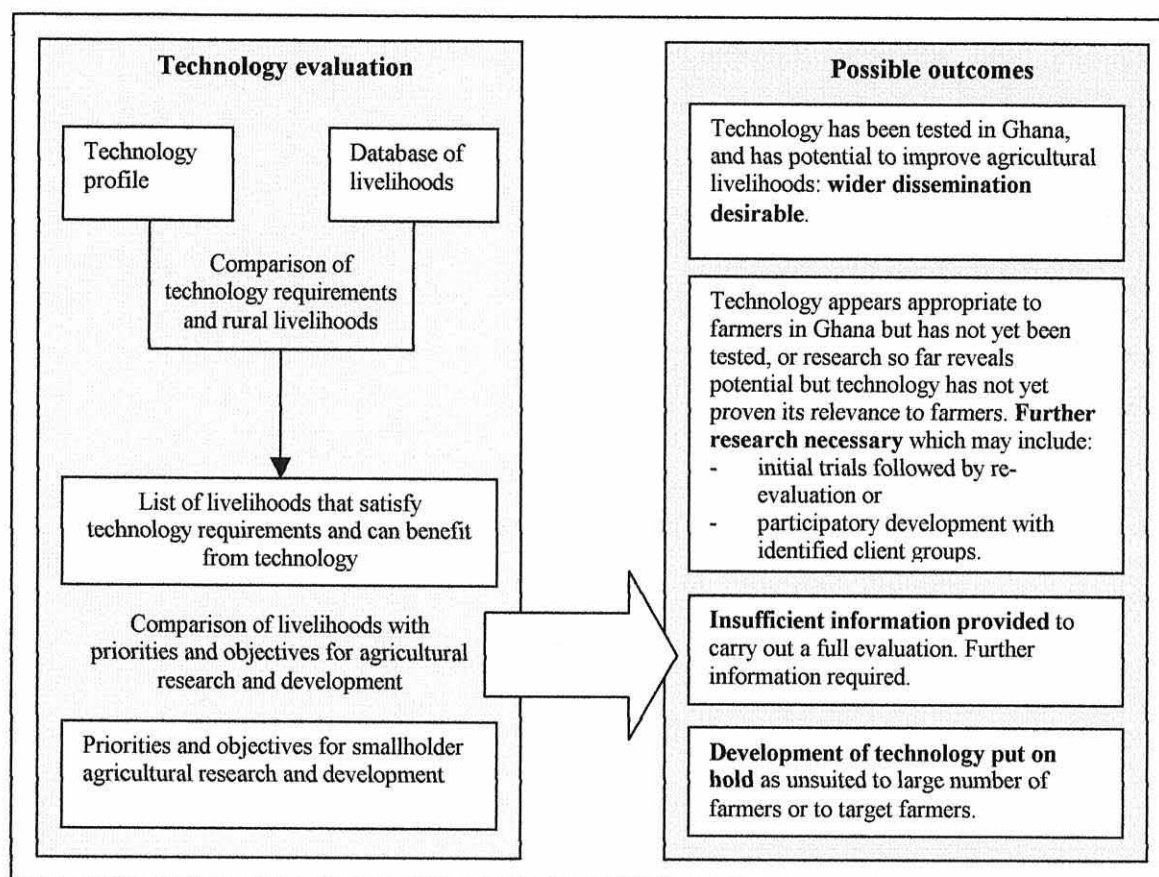 Technology evaluation
Technology
profile
Database of
livelihoods
Comparison of
technology requirements
and rural livelihoods
List of livelihoods that satisfy
technology requirements and can benefit
from technology
Comparison of livelihoods with
priorities and objectives for agricultural
research and development
Priorities and objectives for smallholder
agricultural research and development
Possible outcomes
Technology has been tested in Ghana,
and has potential to improve agricultural
livelihoods: wider dissemination
desirable.
Technology appears appropriate to
farmers in Ghana but has not yet been
tested, or research so far reveals
potential but technology has not yet
proven its relevance to farmers. Further
research necessary which may include:
- initial trials followed by re-
evaluation or
- participatory development with
identified client groups.
Insufficient information provided to
carry out a full evaluation. Further
information required.
Development of technology put on
hold as unsuited to large number of
farmers or to target farmers.